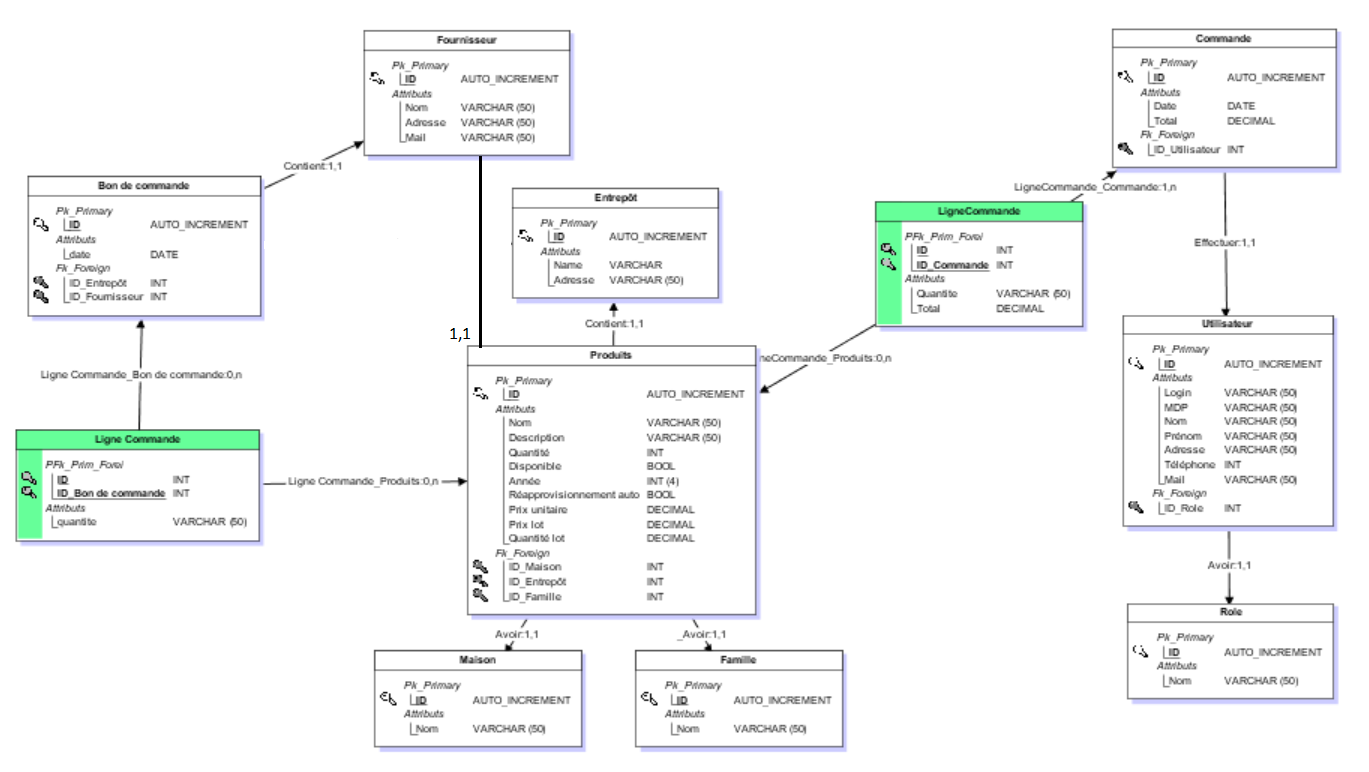 Fournisseur
Pk_Primary
ID AUTO_INCREMENT
Attributs
Nom VARCHAR (50)
Adresse VARCHAR (50)
Mail VARCHAR (50)
Commande
Pk_Primary
ID AUTO_INCREMENT
Attributs
Date DATE
Total DECIMAL
Fk_Foreign
ID_Utilisateur INT
Contient:1,1
Bon de commande
Pk_Primary
ID AUTO_INCREMENT
Attributs
date DATE
Fk_Foreign
ID_Entrepôt INT
ID_Fournisseur INT
Entrepôt
Pk_Primary
ID AUTO_INCREMENT
Attributs
Name VARCHAR
Adresse VARCHAR (50)
LigneCommande_Commande:1,n
LigneCommande
PFk_Prim_Forei
ID INT
ID_Commande INT
Attributs
Quantite VARCHAR (50)
Total DECIMAL
Effectuer:1,1
1,1
Contient:1,1
neCommande_Produits:0,n
Utilisateur
Pk_Primary
ID AUTO_INCREMENT
Attributs
Login VARCHAR (50)
MDP VARCHAR (50)
Nom VARCHAR (50)
Prénom VARCHAR (50)
Adresse VARCHAR (50)
Téléphone INT
Mail VARCHAR (50)
Fk_Foreign
ID_Role INT
Ligne Commande_Bon de commande:0,n
Produits
Pk_Primary
ID AUTO_INCREMENT
Attributs
Nom VARCHAR (50)
Description VARCHAR (50)
Quantité INT
Disponible BOOL
Année INT (4)
Réapprovisionnement auto BOOL
Prix unitaire DECIMAL
Prix lot DECIMAL
Quantité lot DECIMAL
Fk_Foreign
ID_Maison INT
ID_Entrepôt INT
ID_Famille INT
Ligne Commande
PFk_Prim_Forei
ID INT
ID_Bon de commande INT
Attributs
quantite VARCHAR (50)
Ligne Commande_Produits:0,n
Avoir:1,1
Avoir:1,1
_Avoir:1,1
Maison
Pk_Primary
ID AUTO_INCREMENT
Attributs
Nom VARCHAR (50)
Famille
Pk_Primary
ID AUTO_INCREMENT
Attributs
Nom VARCHAR (50)
Role
Pk_Primary
ID AUTO_INCREMENT
Attributs
Nom VARCHAR (50)